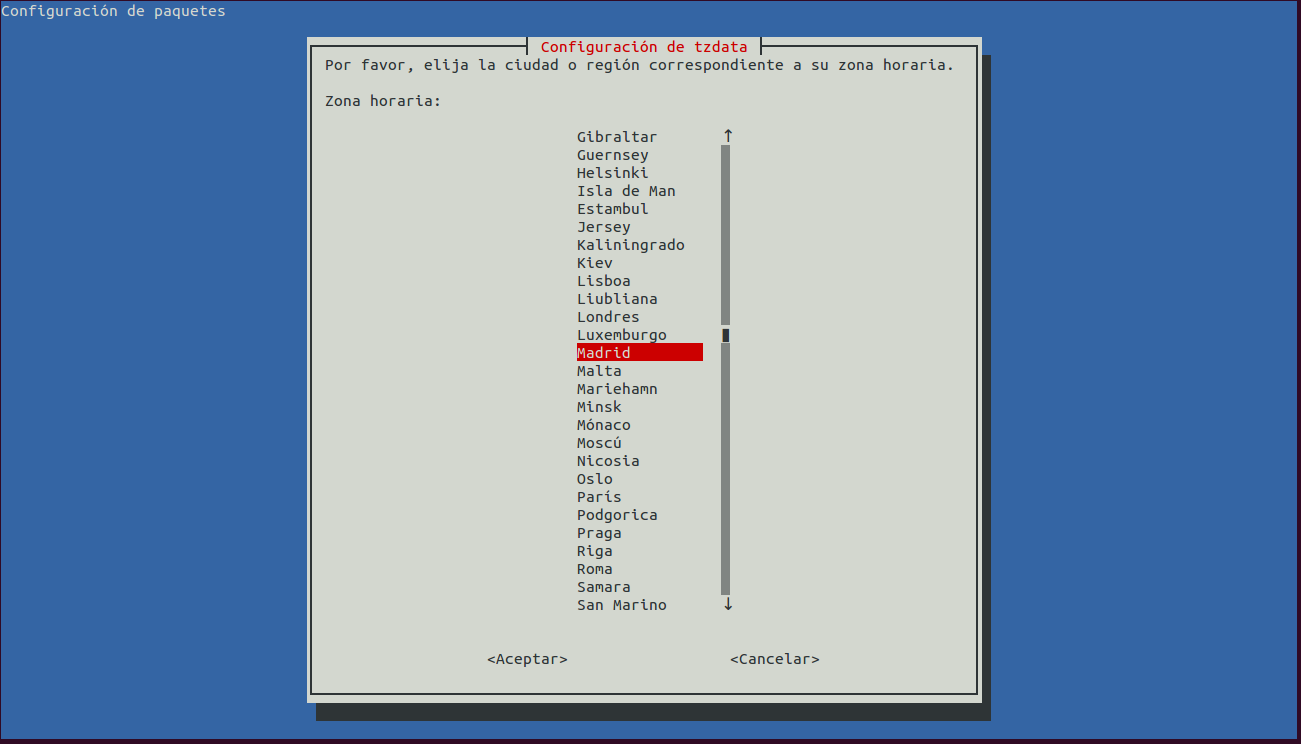 Configuración de paquetes
Configuración de tzdata
Por favor, elija la ciudad o región correspondiente a su zona horaria.
Zona horaria:
Gibraltar
Guernsey
Helsinki
Isla de Man
Estambul
Jersey
Kaliningrado
Kiev
Lisboa
Liubliana
Londres
Luxemburgo
Madrid
Malta
Mariehamn
Minsk
Mónaco
Moscú
Nicosia
Oslo
París
Podgorica
Praga
Riga
Roma
Samara
San Marino
<Aceptar> <Cancelar>